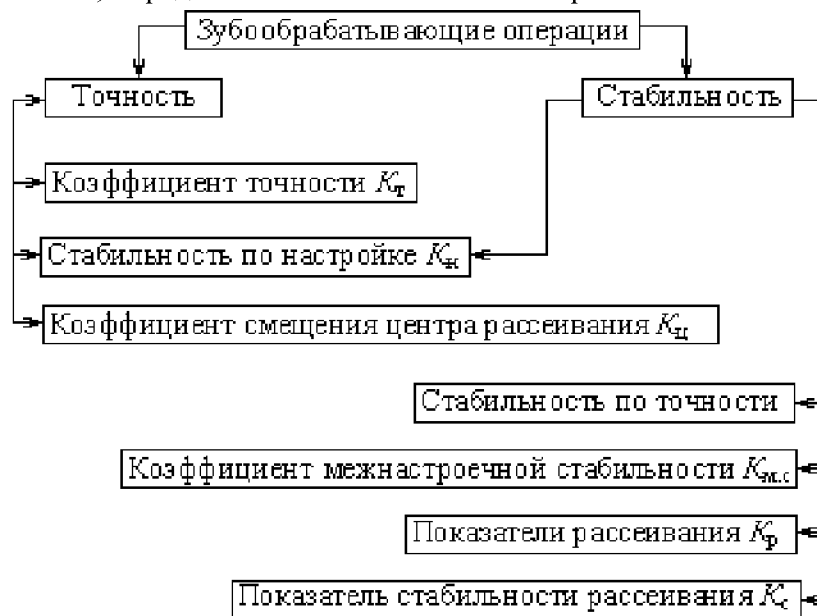 Зубообрабатывающие операции
Точность
Стабильность
Коэффициент точности Kт
Стабильность по настройке Kн
Коэффициент смещения центра рассеивания Kц
Стабильность по точности
Коэффициент межнастроечной стабильности Kм.с
Показатели рассеивания Kр
Показатель стабильности рассеивания Kс